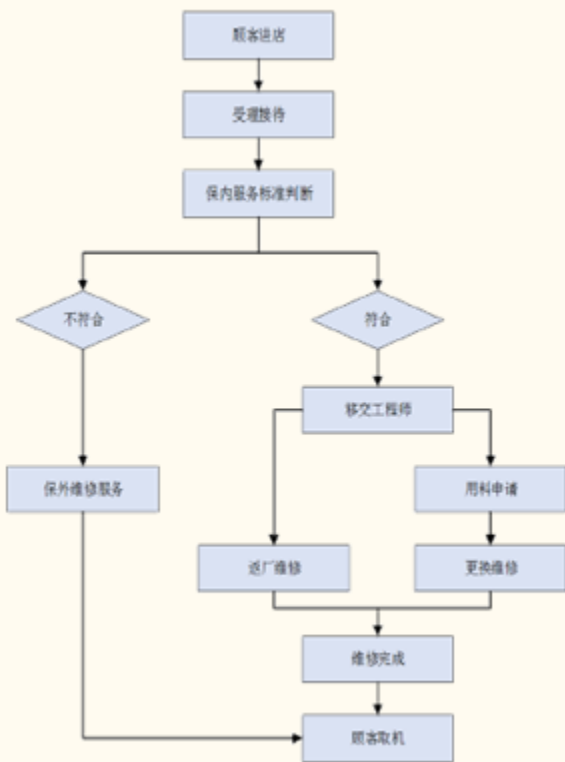 顾客进店
受理接待
保内服务标准判断
不符合
符合
移交工程师
保外维修服务
用料申请
返厂维修
更换维修
维修完成
顾客取机